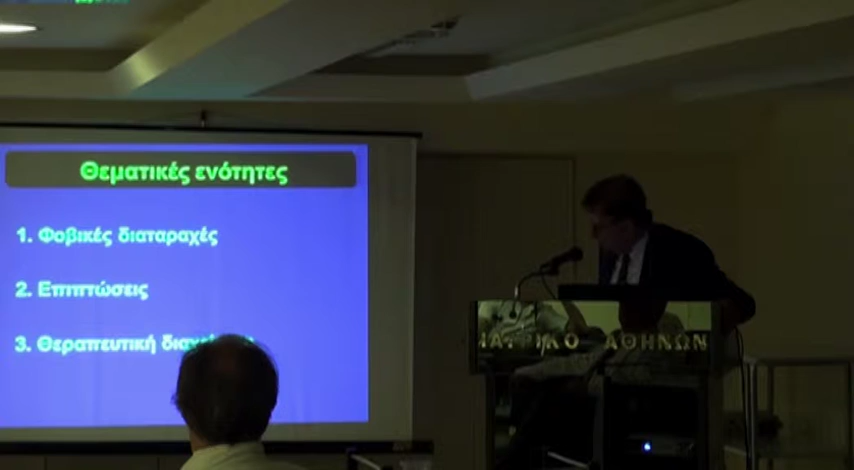 Θεματικές ενότητες
1. Φοβικές διαταραχές
2. Επιπτώσεις
3. Θεραπευτική
ΑΘΗΝΩΝ